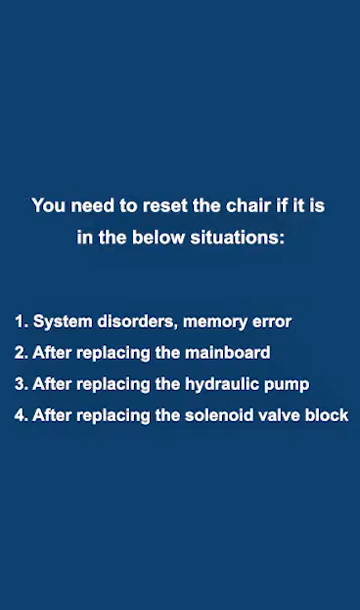 You need to reset the chair if it is
in the below situations:
1. System disorders, memory error
2. After replacing the mainboard
3. After replacing the hydraulic pump
4. After replacing the solenoid valve block